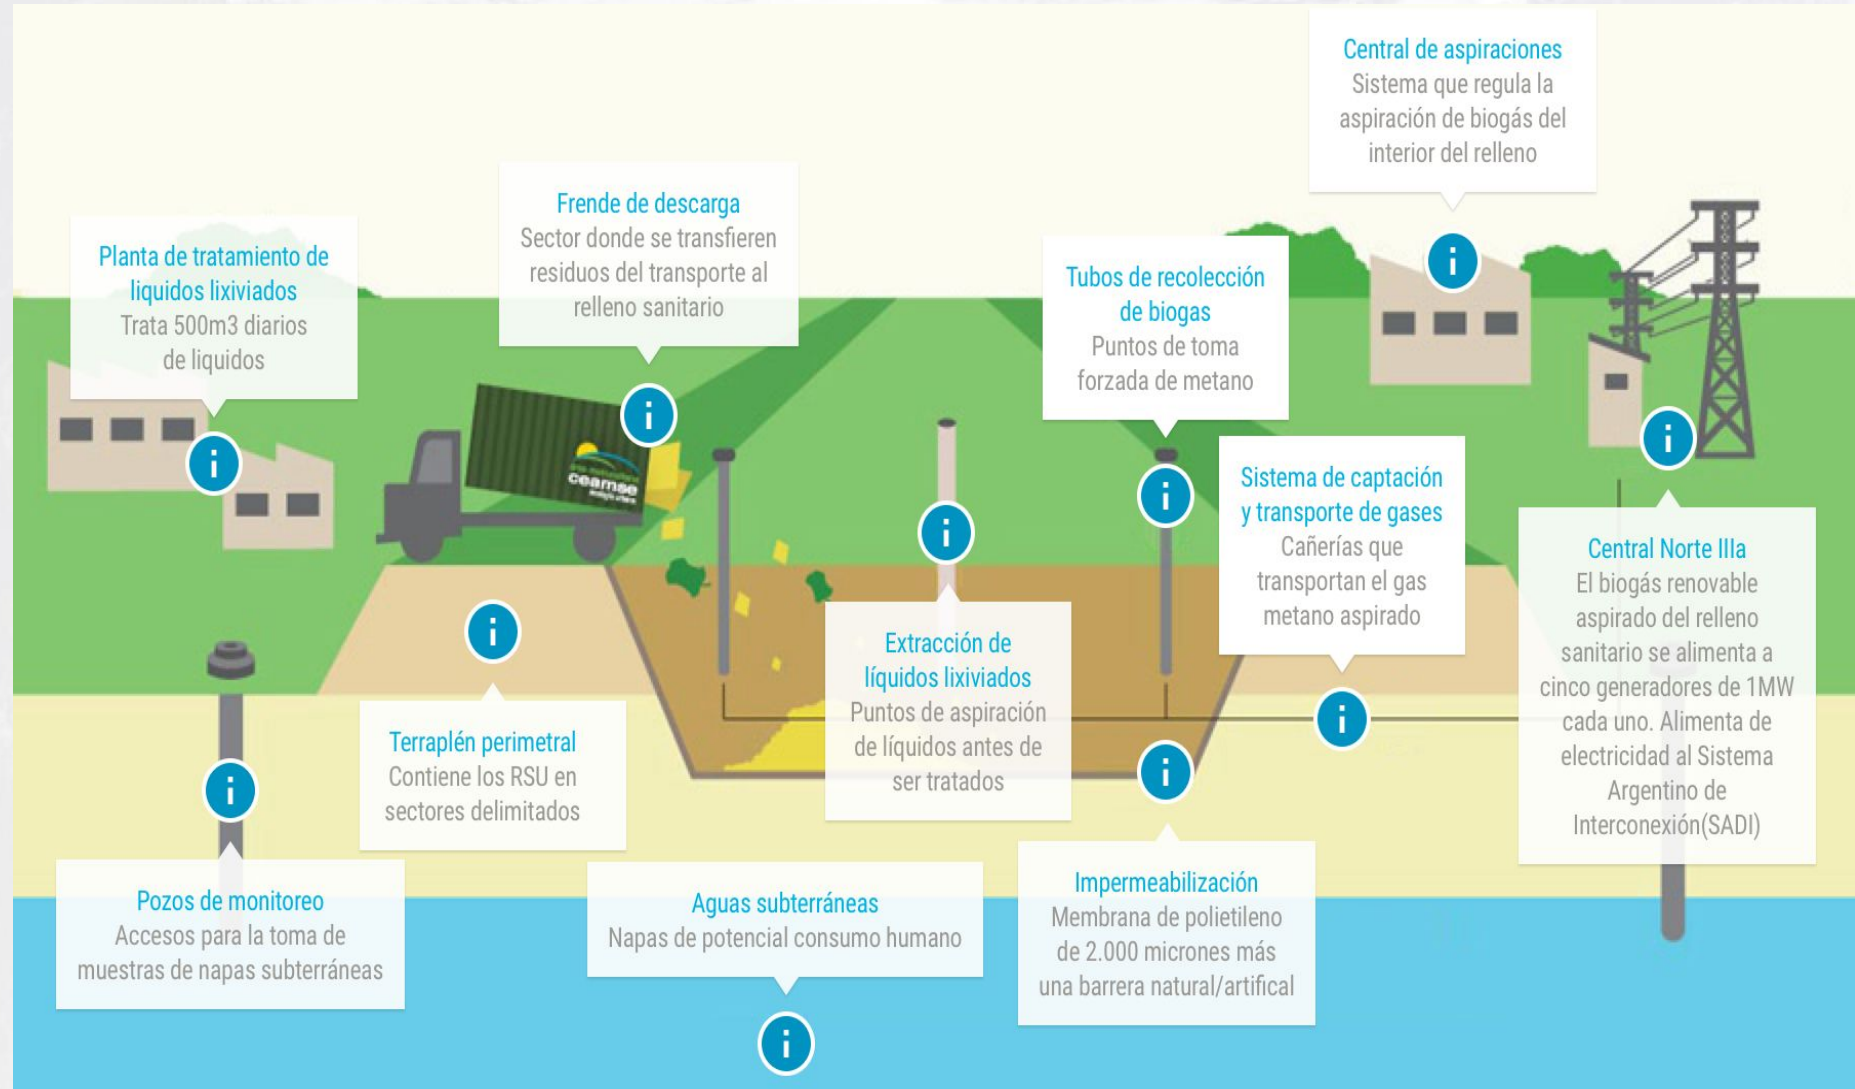 Central de aspiraciones
Sistema que regula la
aspiración de biogás del
interior del relleno
Frende de descarga
Sector donde se transfieren
residuos del transporte al
relleno sanitario
Planta de tratamiento de
liquidos lixiviados
Trata 500m3 diarios
de liquidos
Tubos de recolección
de biogas
Puntos de toma
forzada de metano
Sistema de captación
y transporte de gases
Cañerías que
transportan el gas
metano aspirado
Central Norte IIIa
El biogás renovable
aspirado del relleno
sanitario se alimenta a
cinco generadores de 1MW
cada uno. Alimenta de
electricidad al Sistema
Argentino de
Interconexión(SADI)
ceamse
Extracción de
líquidos lixiviados
Puntos de aspiración
de líquidos antes de
ser tratados
Terraplén perimetral
Contiene los RSU en
sectores delimitados
Pozos de monitoreo
Accesos para la toma de
muestras de napas subterráneas
Aguas subterráneas
Napas de potencial consumo humano
Impermeabilización
Membrana de polietileno
de 2.000 micrones más
una barrera natural/artifical